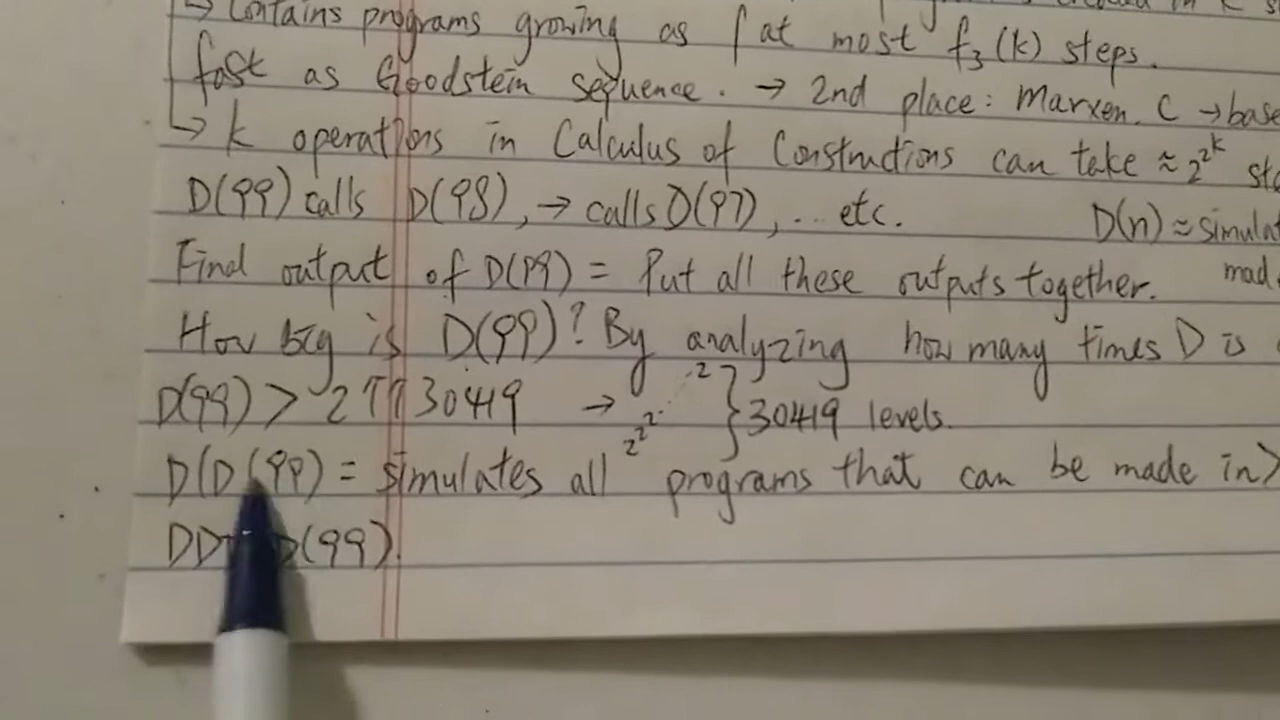 ↳ contains programs growing as f at most f₃(k) steps.
fast as Goodstein sequence. → 2nd place: Marxen. C → base
↳ k operations in Calculus of Constructions can take ≈ 2^2^k
D(99) calls D(98), → calls D(97), ... etc. D(n) ≈ simula
Find output of D(99) = Put all these outputs together. mad
How big is D(99)? By analyzing how many times D is
D(99) > 2↑↑30419 → 2^2^2^⋰^2 } 30419 levels.
D(D(99) = simulates all programs that can be made in >
DD D(99).